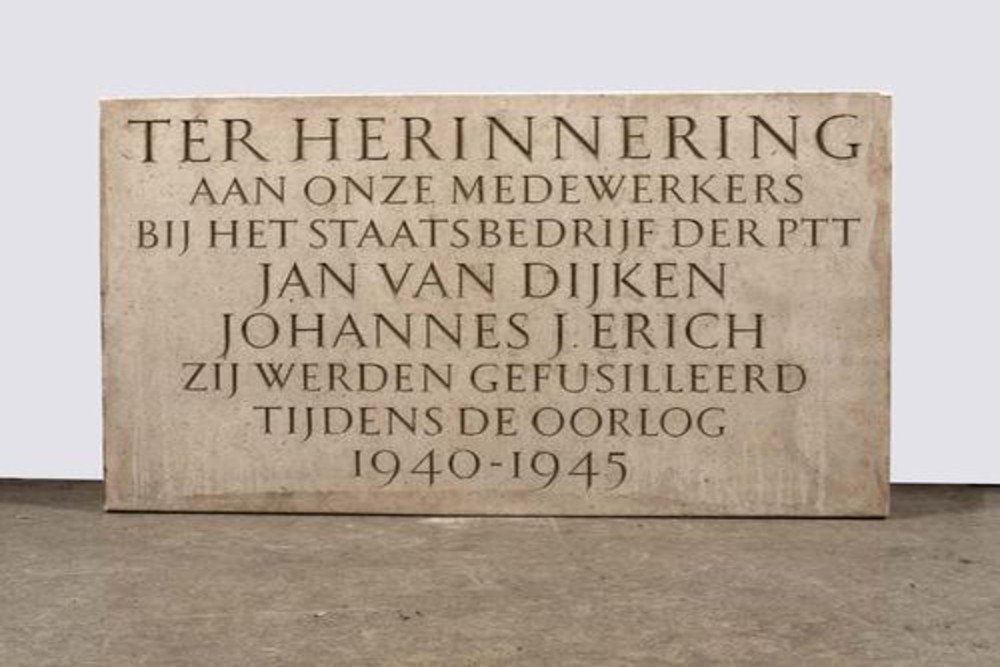 TER HERINNERING
AAN ONZE MEDEWERKERS
BIJ HET STAATSBEDRIJF DER PTT
JAN VAN DIJKEN
JOHANNES J. ERICH
ZIJ WERDEN GEFUSILLEERD
TIJDENS DE OORLOG
1940-1945